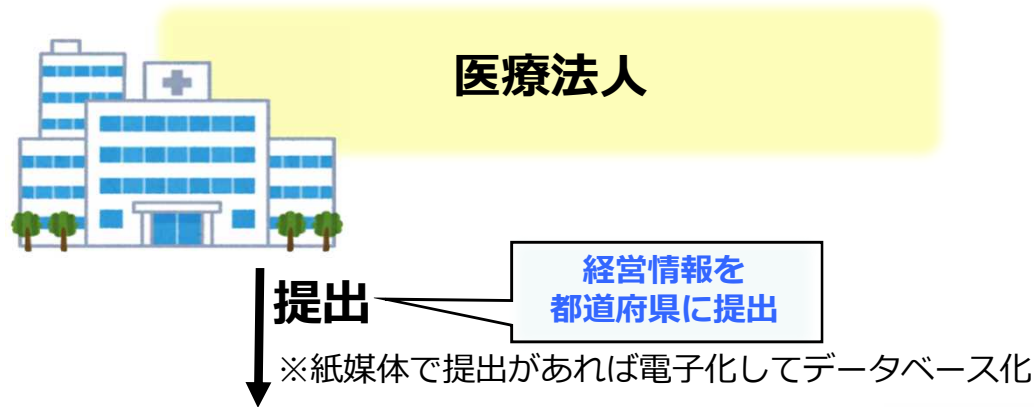 医療法人
経営情報を
都道府県に提出
提出
※紙媒体で提出があれば電子化してデータベース化